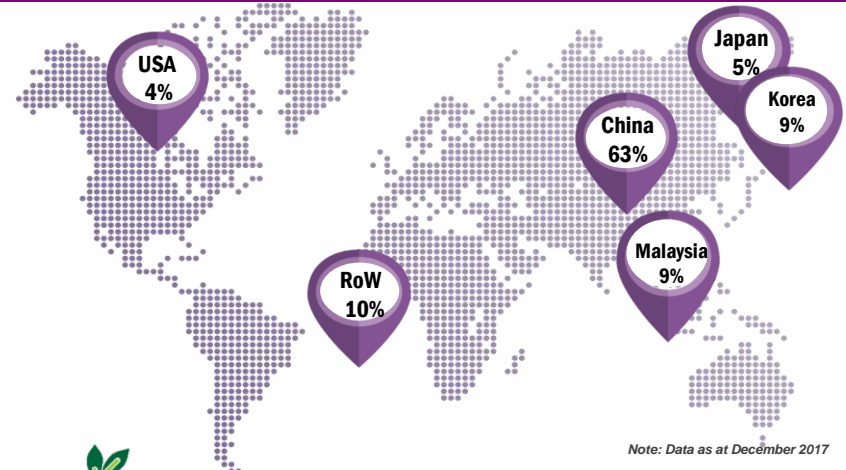 USA
4%
Japan
5%
Korea
9%
China
63%
Malaysia
9%
RoW
10%
Note: Data as at December 2017